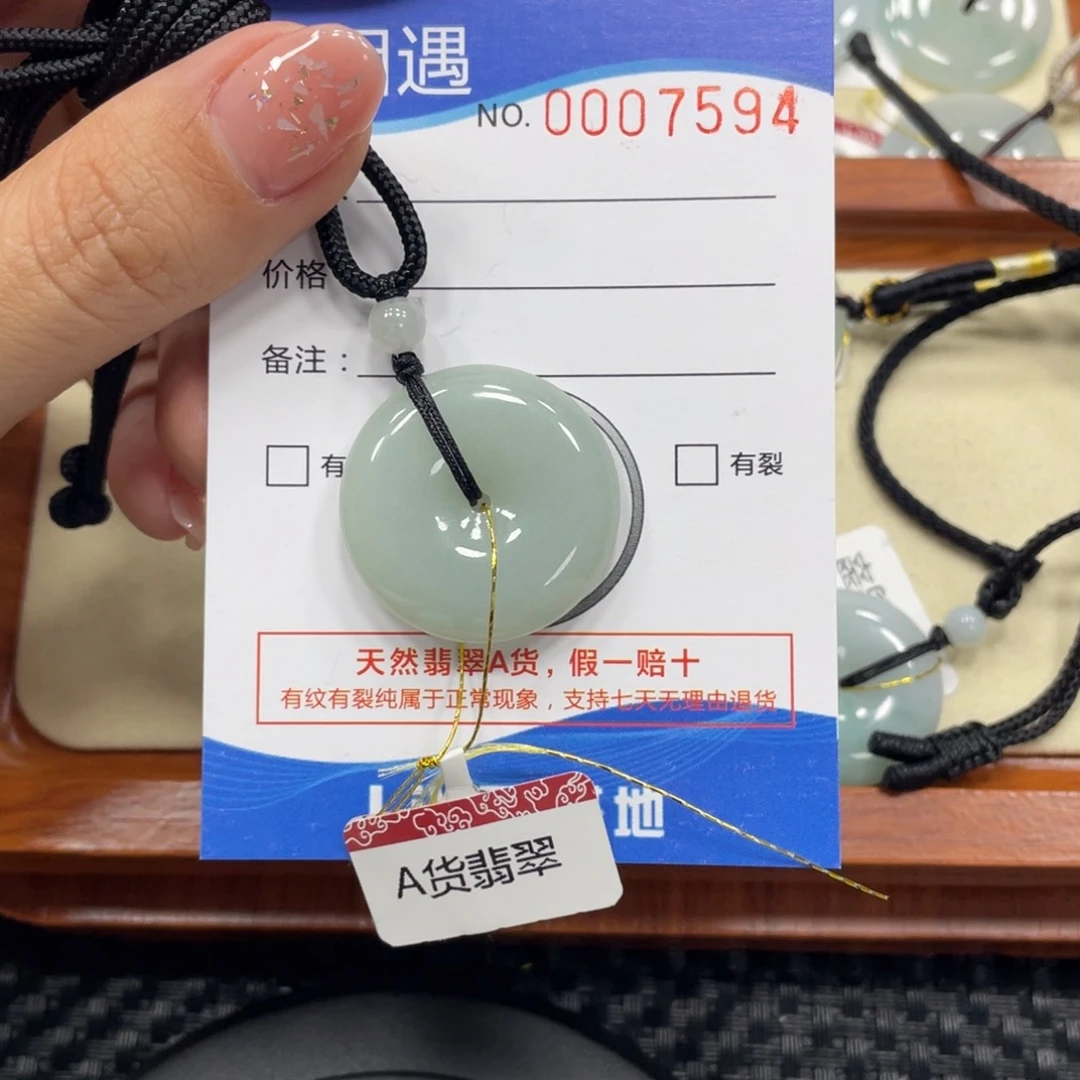 遇
NO. 0007594
价格
备注：
有
有裂
天然翡翠A货，假一赔十
有纹有裂纯属于正常现象，支持七天无理由退货
地
A货翡翠